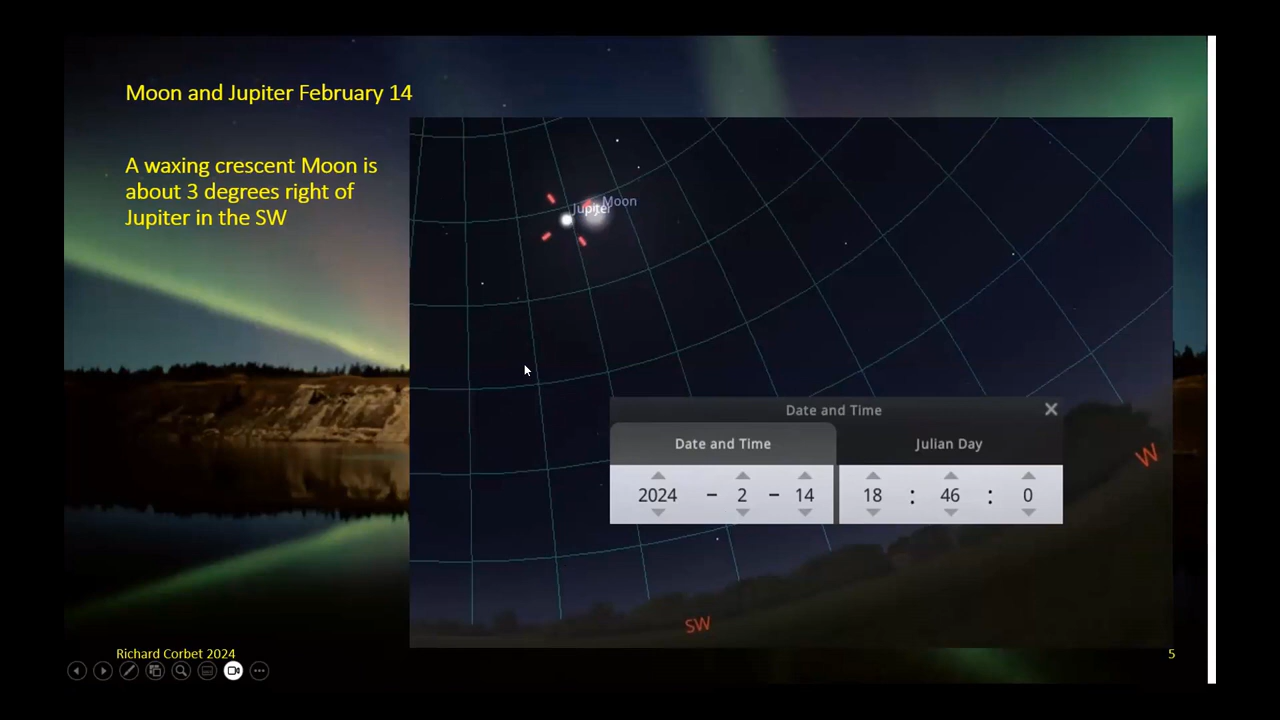 Moon and Jupiter February 14
A waxing crescent Moon is
about 3 degrees right of
Jupiter in the SW
Moon
Jupiter
Date and Time
Date and Time
Julian Day
2024 - 2 - 14 18 : 46 : 0
W
SW
Richard Corbet 2024
5